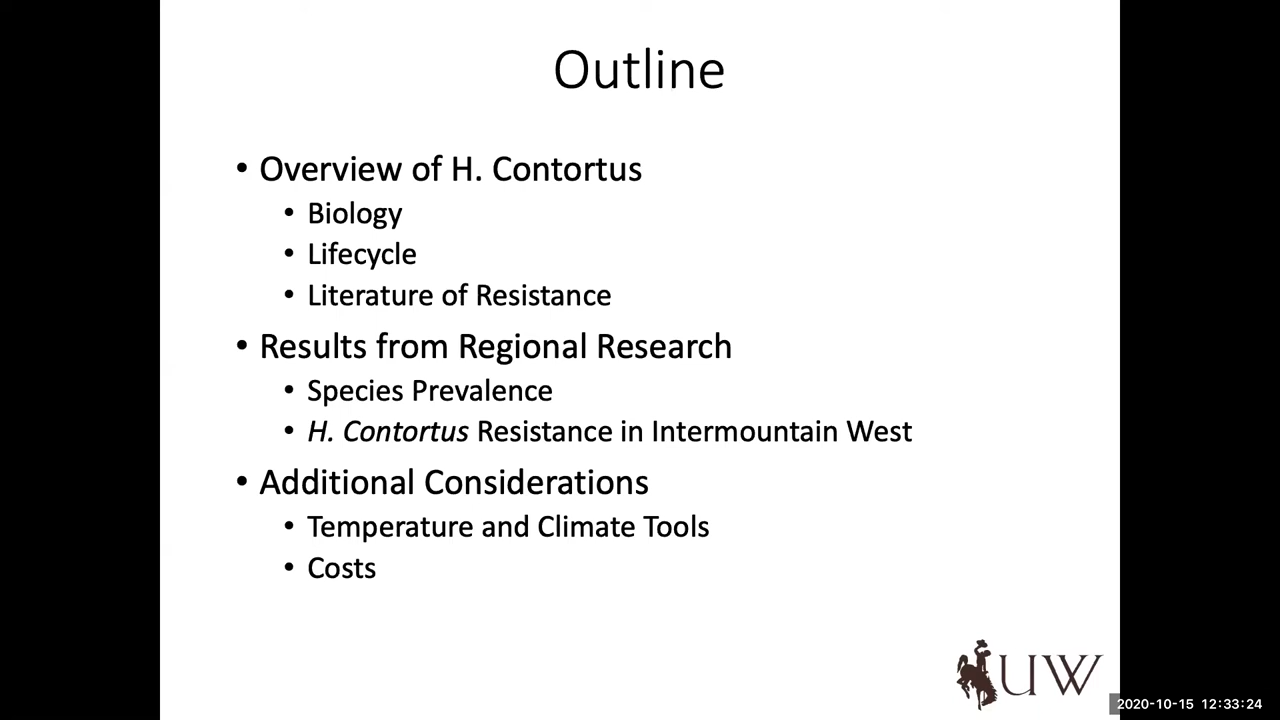 Outline
• Overview of H. Contortus
• Biology
• Lifecycle
• Literature of Resistance
• Results from Regional Research
• Species Prevalence
• H. Contortus Resistance in Intermountain West
• Additional Considerations
• Temperature and Climate Tools
• Costs
UW
2020-10-15 12:33:24